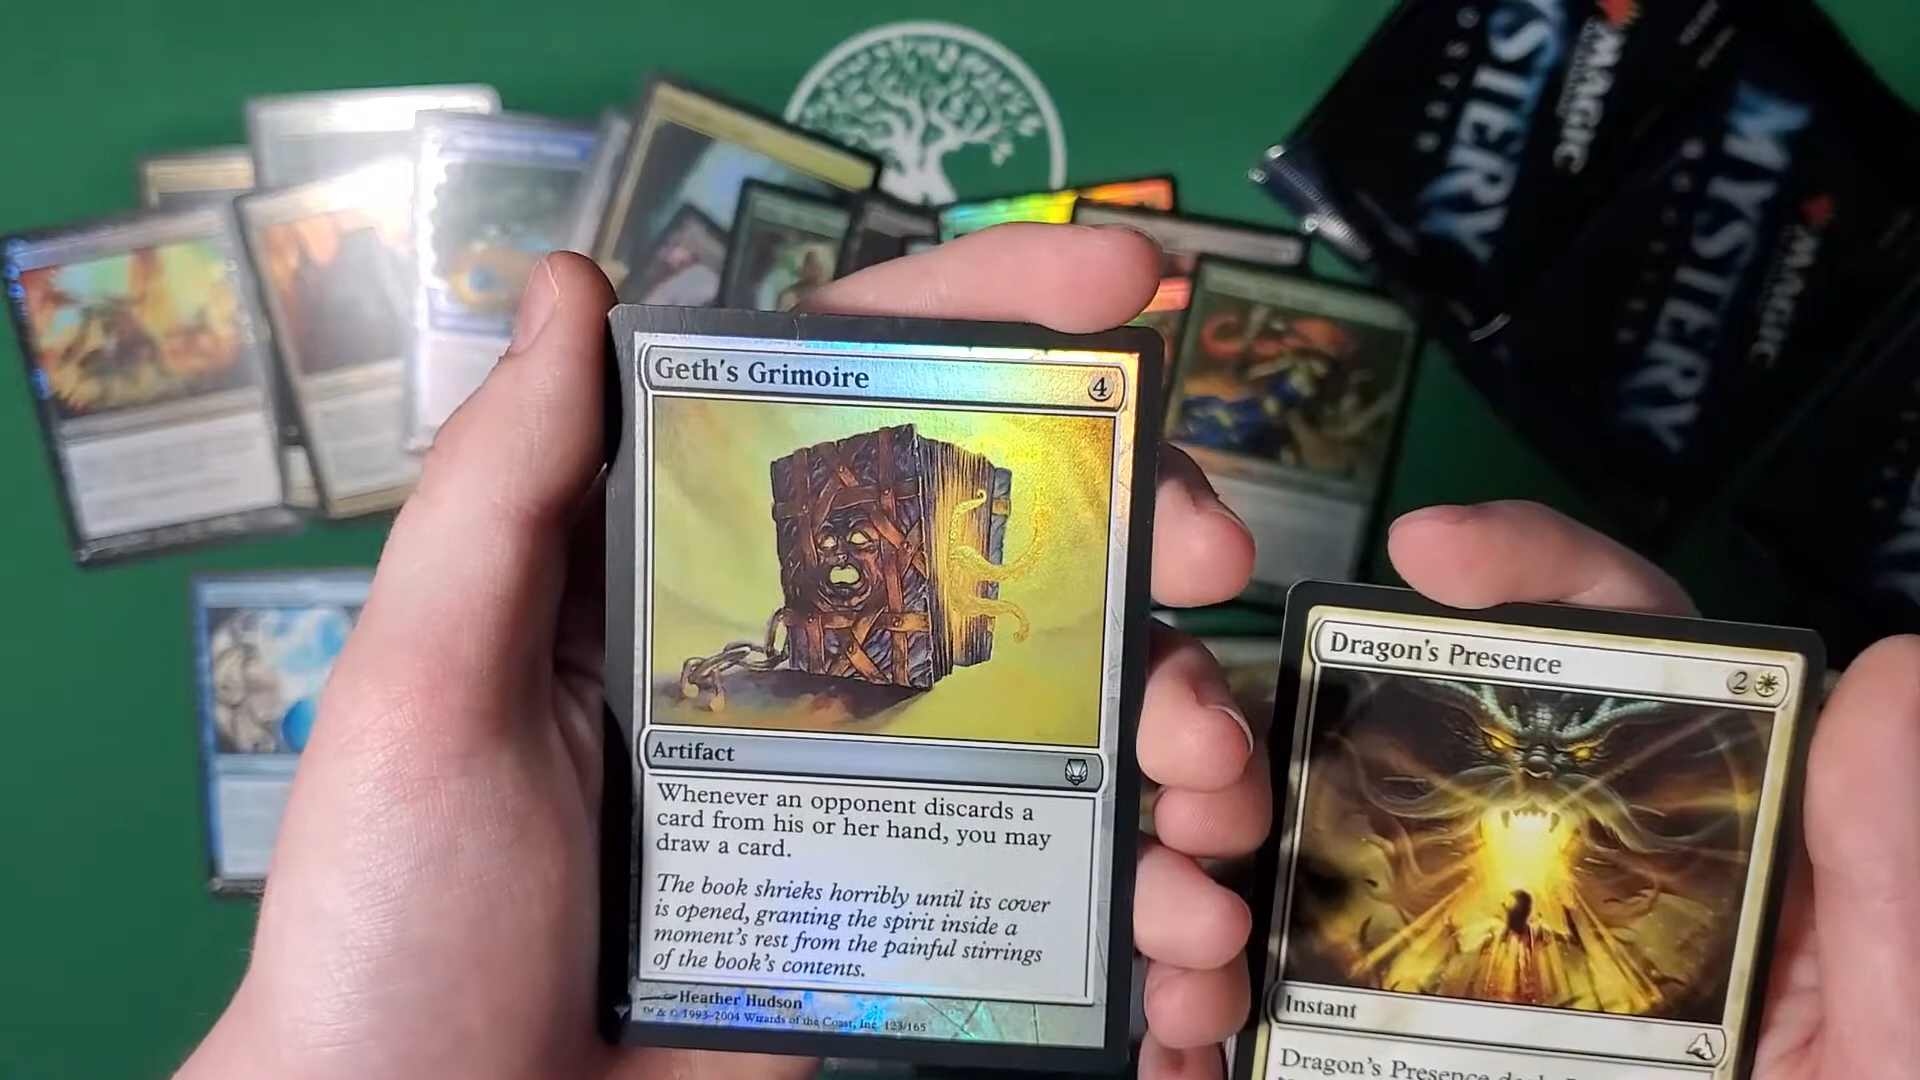 MYSTERY
MAGIC
MYSTERY
MAGIC
Geth's Grimoire
4
Artifact
Whenever an opponent discards a
card from his or her hand, you may
draw a card.
The book shrieks horribly until its cover
is opened, granting the spirit inside a
moment's rest from the painful stirrings
of the book's contents.
Heather Hudson
™ & © 1993–2004 Wizards of the Coast, Inc. 123/165
Dragon's Presence
2
Instant
Dragon's Presence